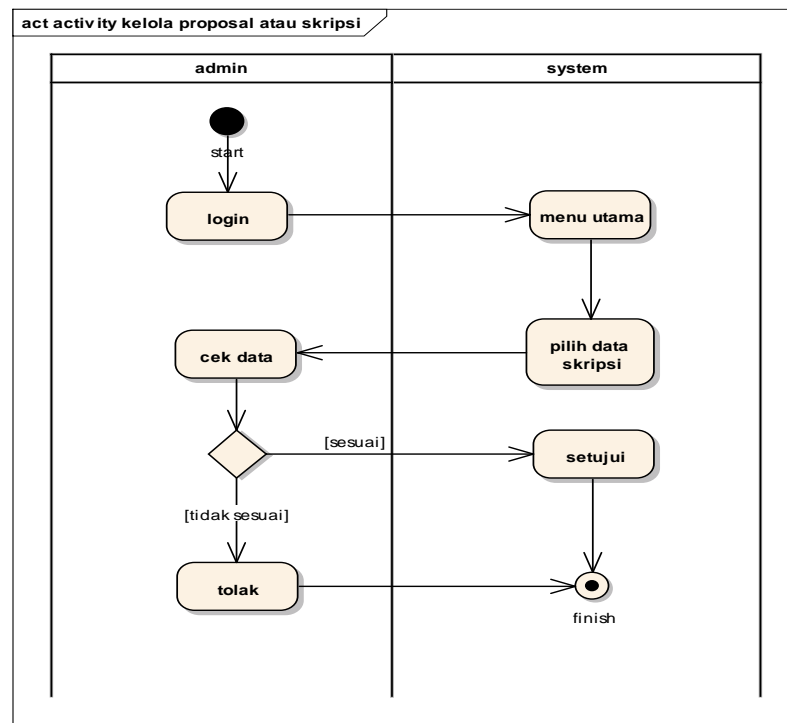 act activity kelola proposal atau skripsi
admin
system
start
login
menu utama
cek data
pilih data
skripsi
[sesuai]
setujui
[tidak sesuai]
tolak
finish